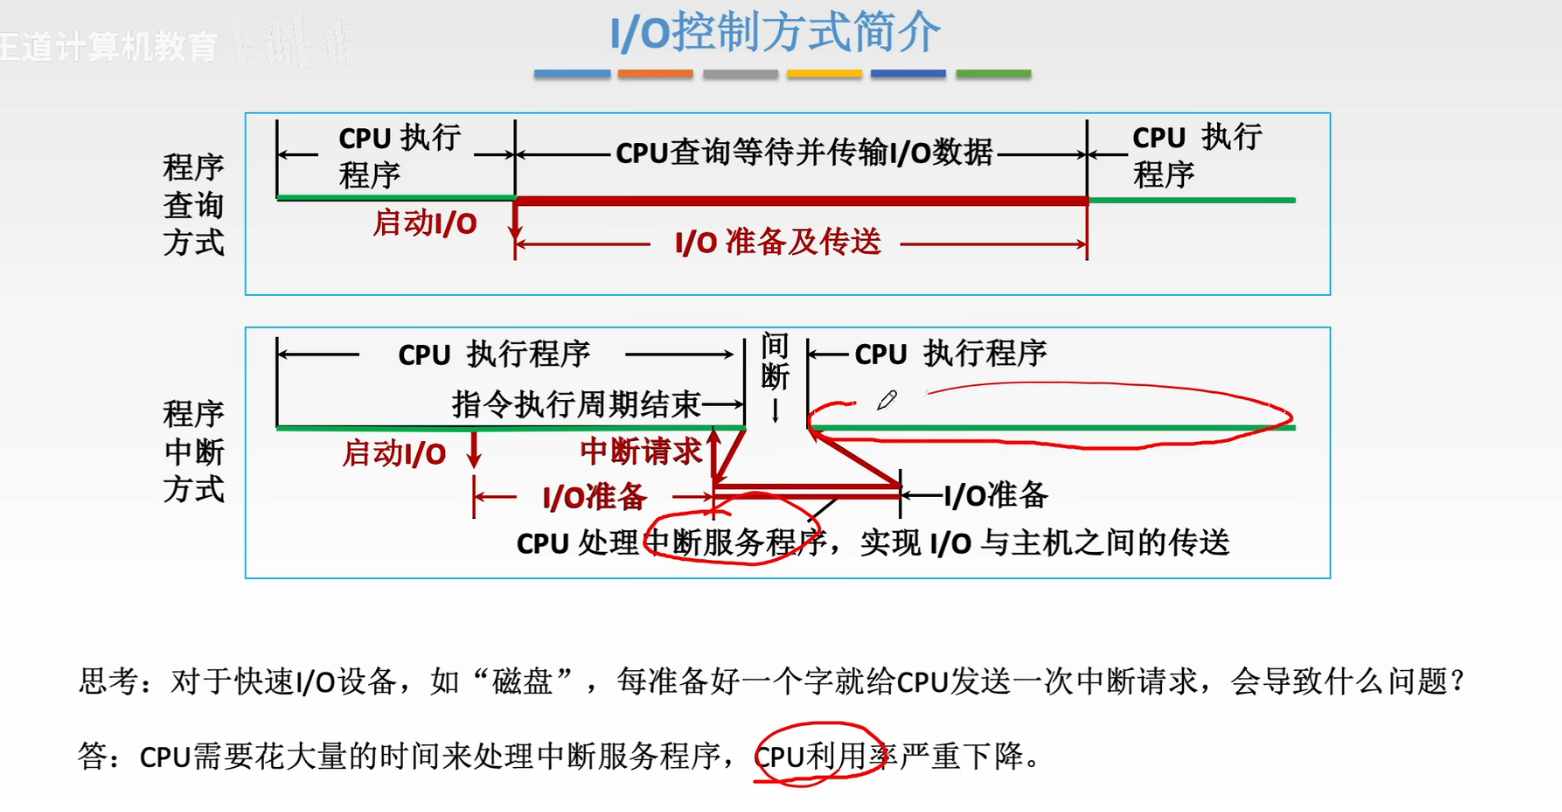 I/O控制方式简介
王道计算机教育 bilibili
程序
查询
方式
CPU 执行
程序
CPU查询等待并传输I/O数据
CPU 执行
程序
启动I/O
I/O 准备及传送
程序
中断
方式
CPU 执行程序
间
断
CPU 执行程序
指令执行周期结束
启动I/O
中断请求
I/O准备
I/O准备
CPU 处理中断服务程序，实现 I/O 与主机之间的传送
思考：对于快速I/O设备，如“磁盘”，每准备好一个字就给CPU发送一次中断请求，会导致什么问题？
答：CPU需要花大量的时间来处理中断服务程序，CPU利用率严重下降。